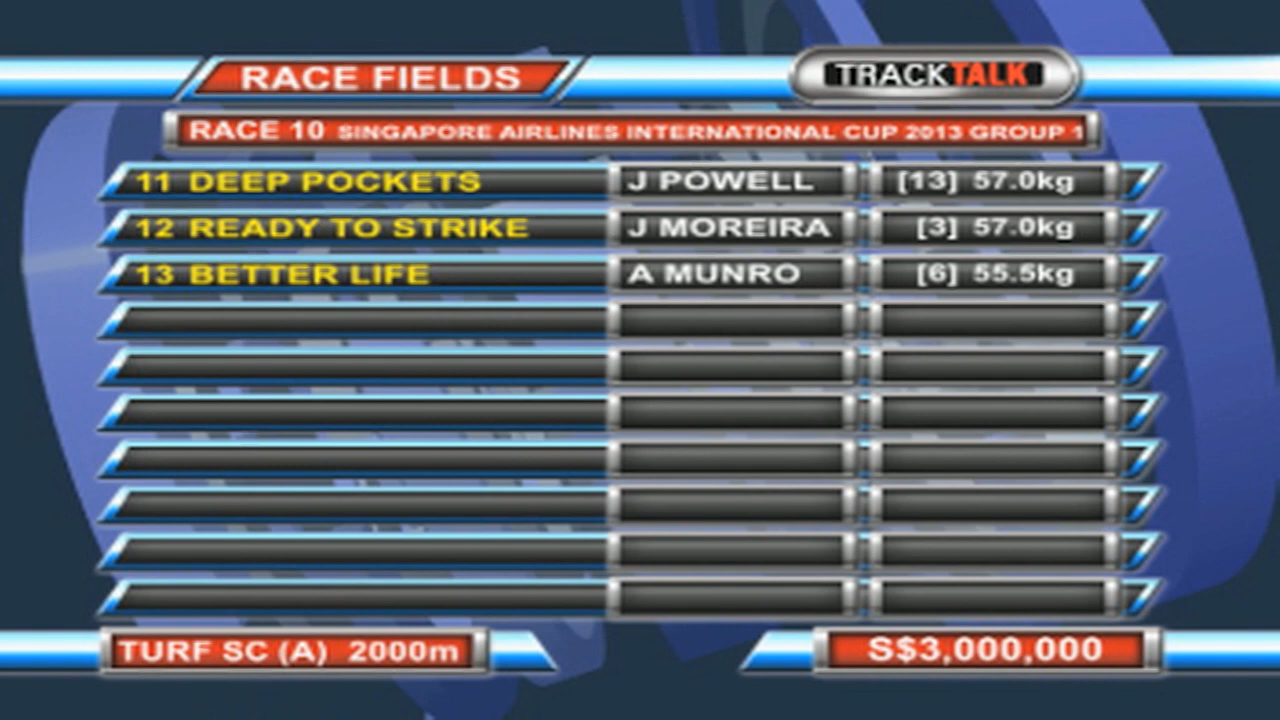 RACE FIELDS
TRACKTALK
RACE 10 SINGAPORE AIRLINES INTERNATIONAL CUP 2013 GROUP 1
11 DEEP POCKETS J POWELL [13] 57.0kg
12 READY TO STRIKE J MOREIRA [3] 57.0kg
13 BETTER LIFE A MUNRO [6] 55.5kg
TURF SC (A) 2000m S$3,000,000